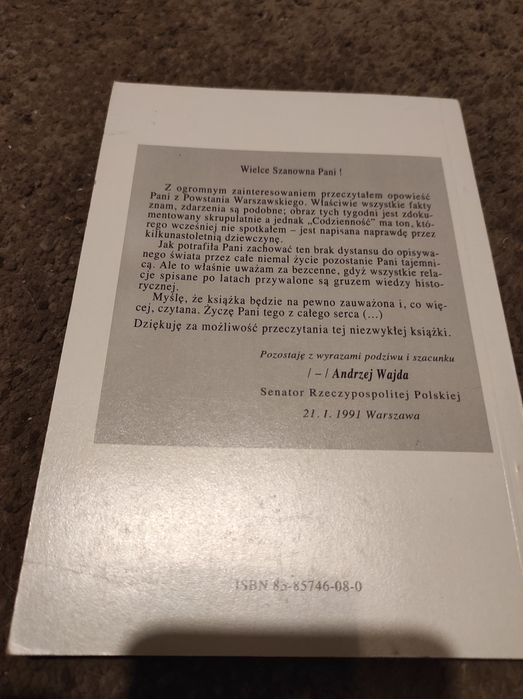 Wielce Szanowna Pani !
Z ogromnym zainteresowaniem przeczytałem opowieść
Pani z Powstania Warszawskiego. Właściwie wszystkie fakty
znam, zdarzenia są podobne; obraz tych tygodni jest zdoku-
mentowany skrupulatnie a jednak „Codzienność" ma ton, któ-
rego wcześniej nie spotkałem – jest napisana naprawdę przez
kilkunastoletnią dziewczynę.
Jak potrafiła Pani zachować ten brak dystansu do opisywa-
nego świata przez całe niemal życie pozostanie Pani tajemni-
cą. Ale to właśnie uważam za bezcenne, gdyż wszystkie rela-
cje spisane po latach przywalone są gruzem wiedzy histo-
rycznej.
Myślę, że książka będzie na pewno zauważona i, co wię-
cej, czytana. Życzę Pani tego z całego serca (...)
Dziękuję za możliwość przeczytania tej niezwykłej książki.
Pozostaję z wyrazami podziwu i szacunku
/ – / Andrzej Wajda
Senator Rzeczypospolitej Polskiej
21. 1. 1991 Warszawa
ISBN 83-85746-08-0